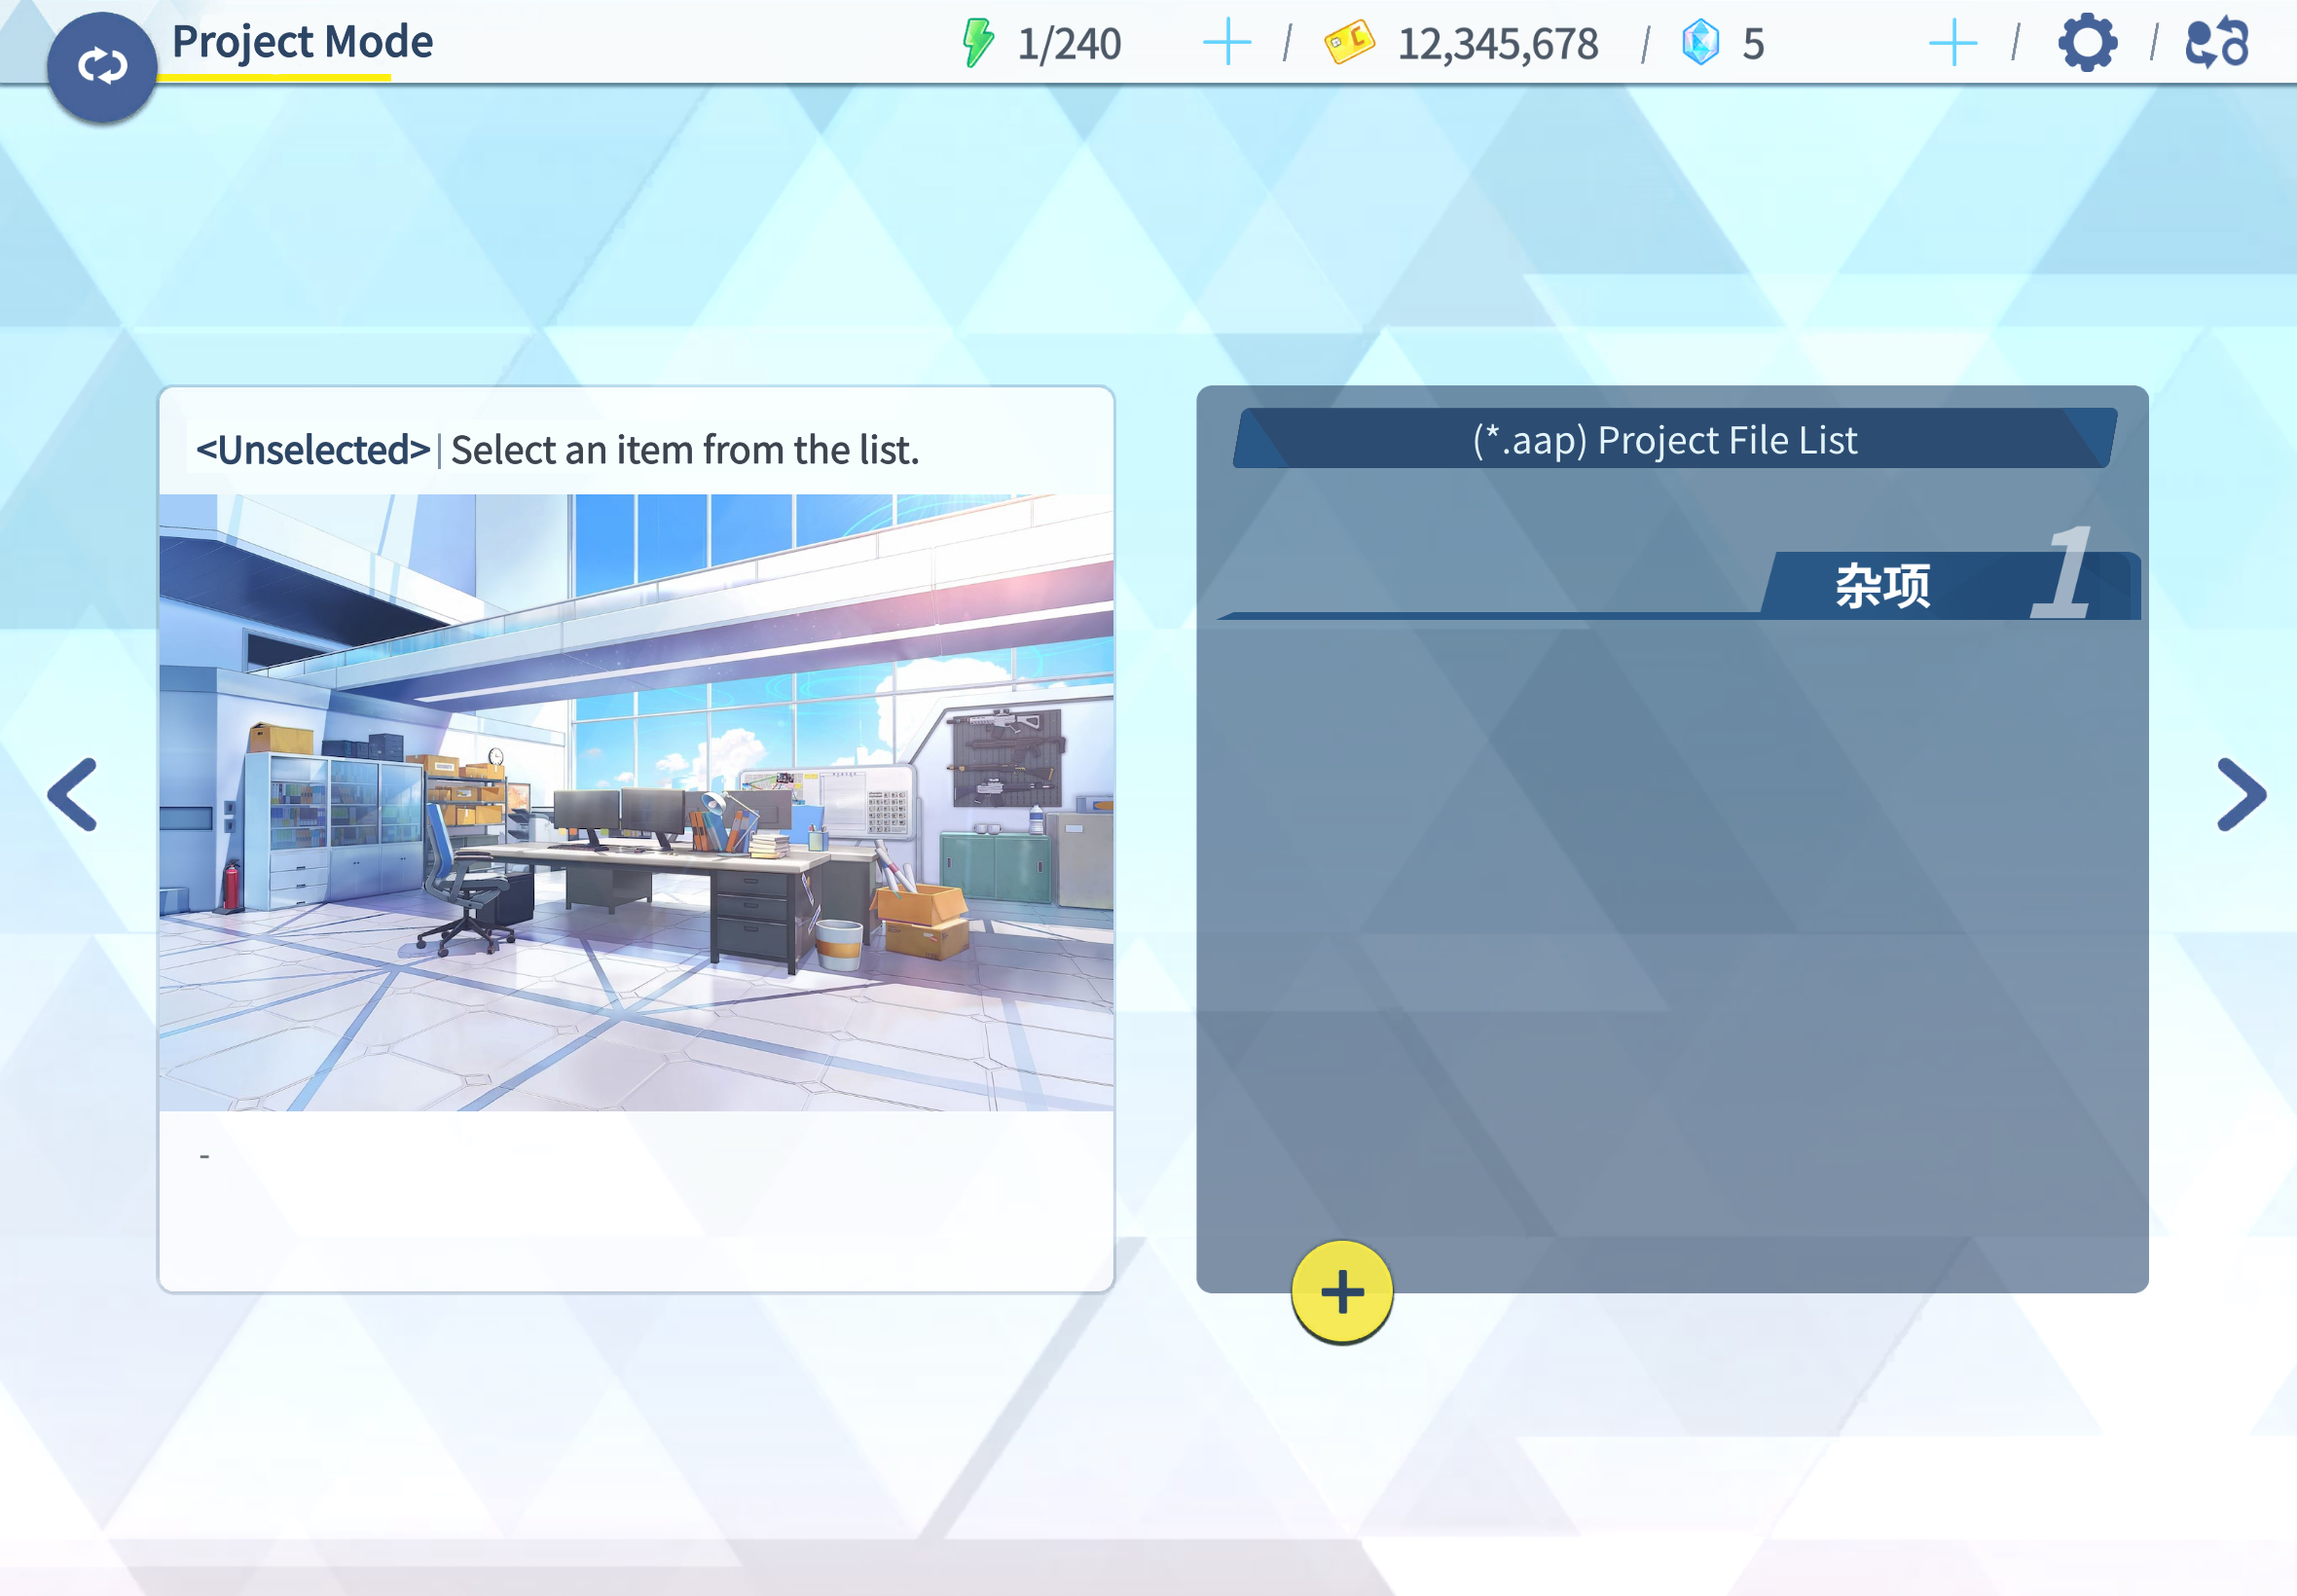 Project Mode
1/240
12,345,678
5
<Unselected>| Select an item from the list.
-
(*.aap) Project File List
杂项
1